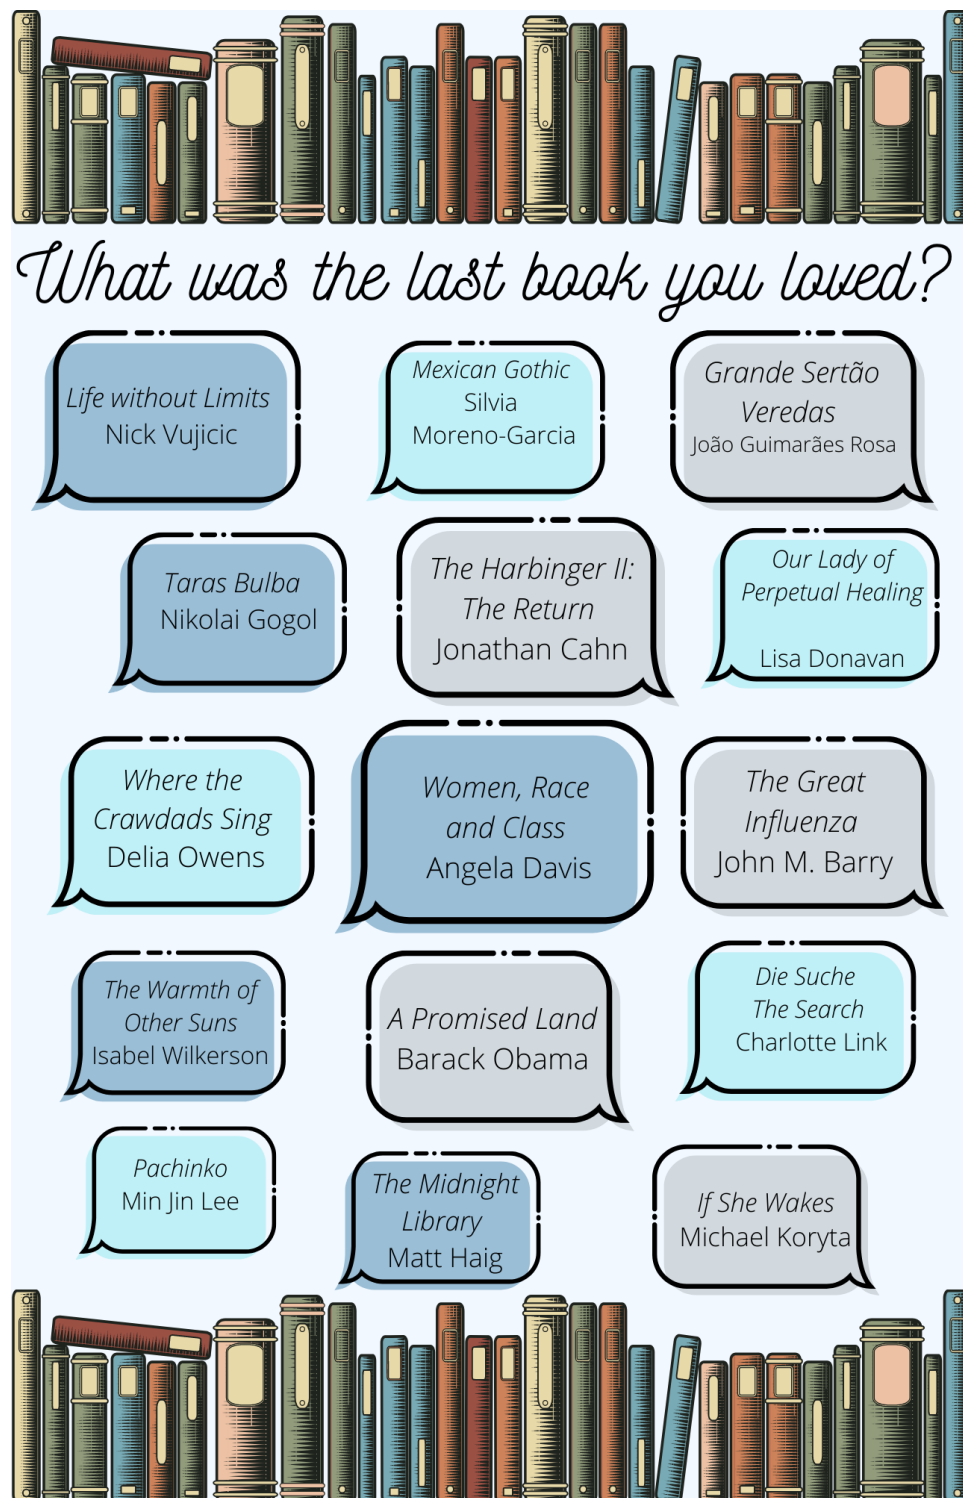 What was the last book you loved?
Life without Limits
Nick Vujicic
Mexican Gothic
Silvia
Moreno-Garcia
Grande Sertão
Veredas
João Guimarães Rosa
Taras Bulba
Nikolai Gogol
The Harbinger II:
The Return
Jonathan Cahn
Our Lady of
Perpetual Healing
Lisa Donavan
Where the
Crawdads Sing
Delia Owens
Women, Race
and Class
Angela Davis
The Great
Influenza
John M. Barry
The Warmth of
Other Suns
Isabel Wilkerson
A Promised Land
Barack Obama
Die Suche
The Search
Charlotte Link
Pachinko
Min Jin Lee
The Midnight
Library
Matt Haig
If She Wakes
Michael Koryta